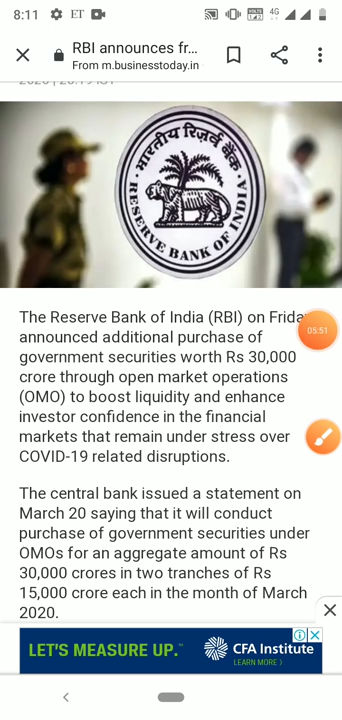 8:11 ET 4G
RBI announces fr...
From m.businesstoday.in
भारतीय रिज़र्व बैंक
RESERVE BANK OF INDIA
The Reserve Bank of India (RBI) on Frida
05:51
announced additional purchase of
government securities worth Rs 30,000
crore through open market operations
(OMO) to boost liquidity and enhance
investor confidence in the financial
markets that remain under stress over
COVID-19 related disruptions.
The central bank issued a statement on
March 20 saying that it will conduct
purchase of government securities under
OMOs for an aggregate amount of Rs
30,000 crores in two tranches of Rs
15,000 crore each in the month of March
2020.
LET'S MEASURE UP.™
CFA Institute
LEARN MORE >